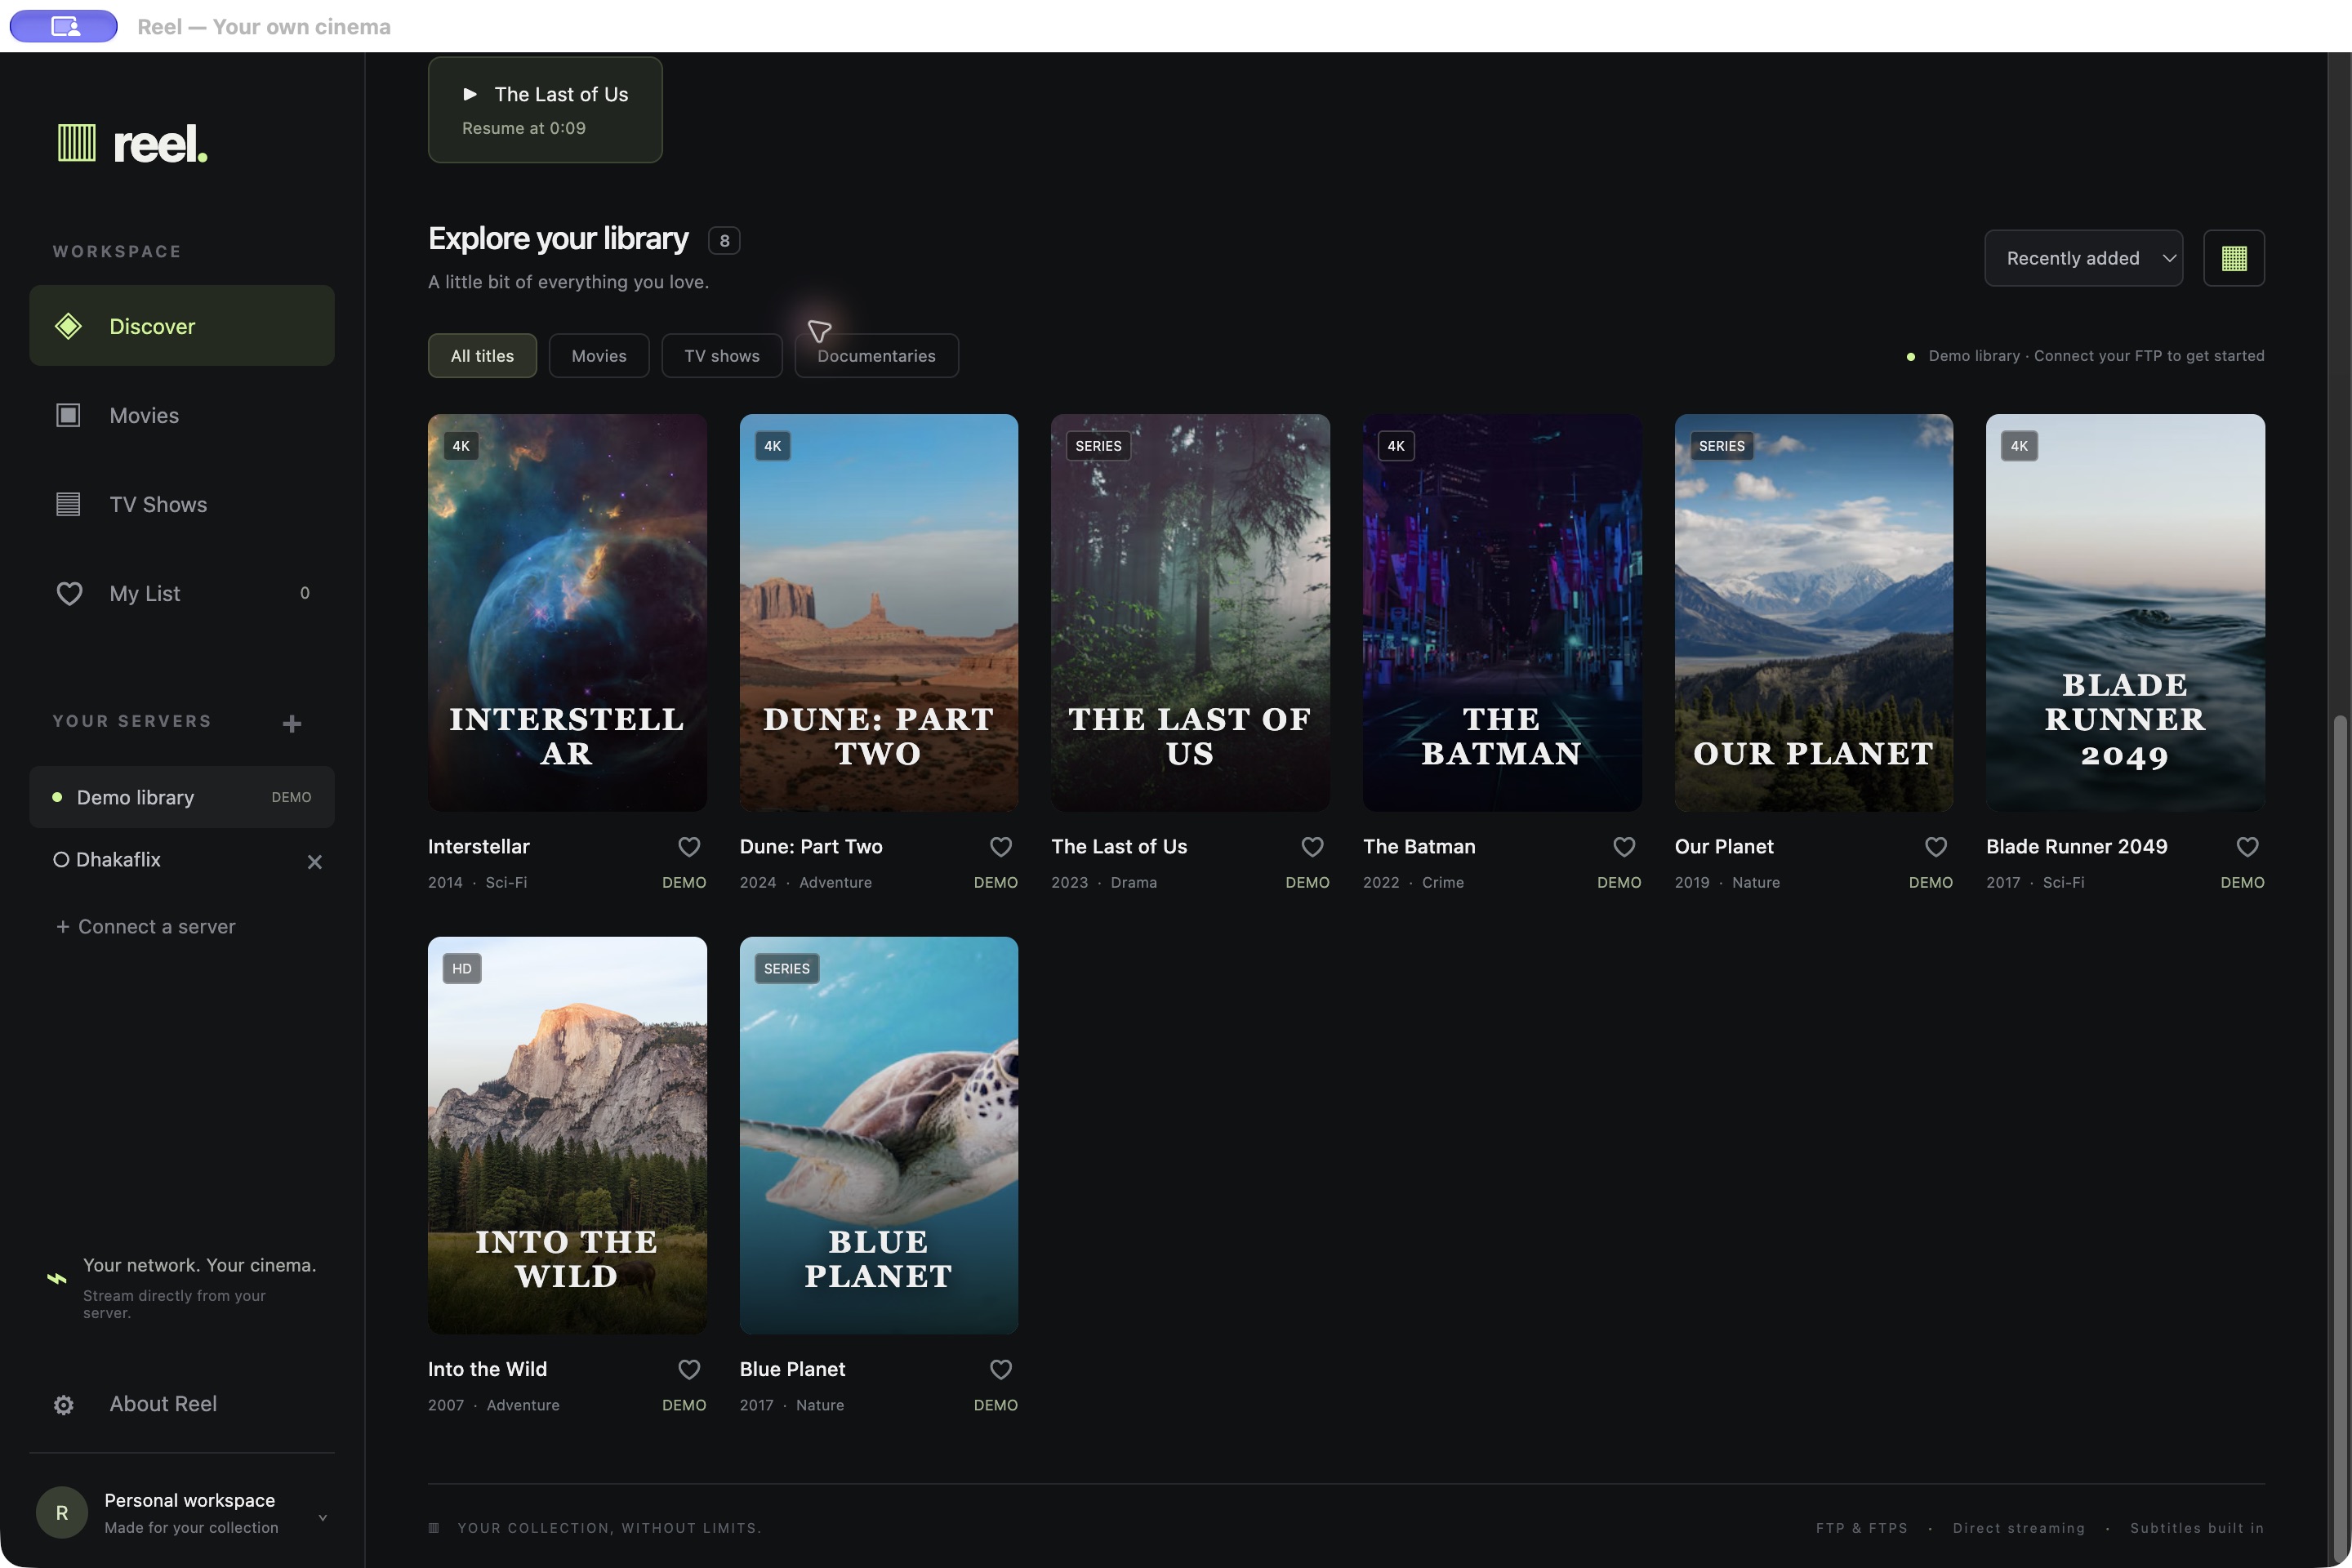 Reel — Your own cinema
reel.
WORKSPACE
Discover
Movies
TV Shows
My List 0
YOUR SERVERS +
Demo library DEMO
Dhakaflix
+ Connect a server
Your network. Your cinema.
Stream directly from your
server.
About Reel
R
Personal workspace
Made for your collection
The Last of Us
Resume at 0:09
Explore your library 8
A little bit of everything you love.
Recently added
All titles Movies TV shows Documentaries
Demo library · Connect your FTP to get started
4K
INTERSTELL
AR
Interstellar
2014 · Sci-Fi DEMO
4K
DUNE: PART
TWO
Dune: Part Two
2024 · Adventure DEMO
SERIES
THE LAST OF
US
The Last of Us
2023 · Drama DEMO
4K
THE
BATMAN
The Batman
2022 · Crime DEMO
SERIES
OUR PLANET
Our Planet
2019 · Nature DEMO
4K
BLADE
RUNNER
2049
Blade Runner 2049
2017 · Sci-Fi DEMO
HD
INTO THE
WILD
Into the Wild
2007 · Adventure DEMO
SERIES
BLUE
PLANET
Blue Planet
2017 · Nature DEMO
YOUR COLLECTION, WITHOUT LIMITS.
FTP & FTPS · Direct streaming · Subtitles built in